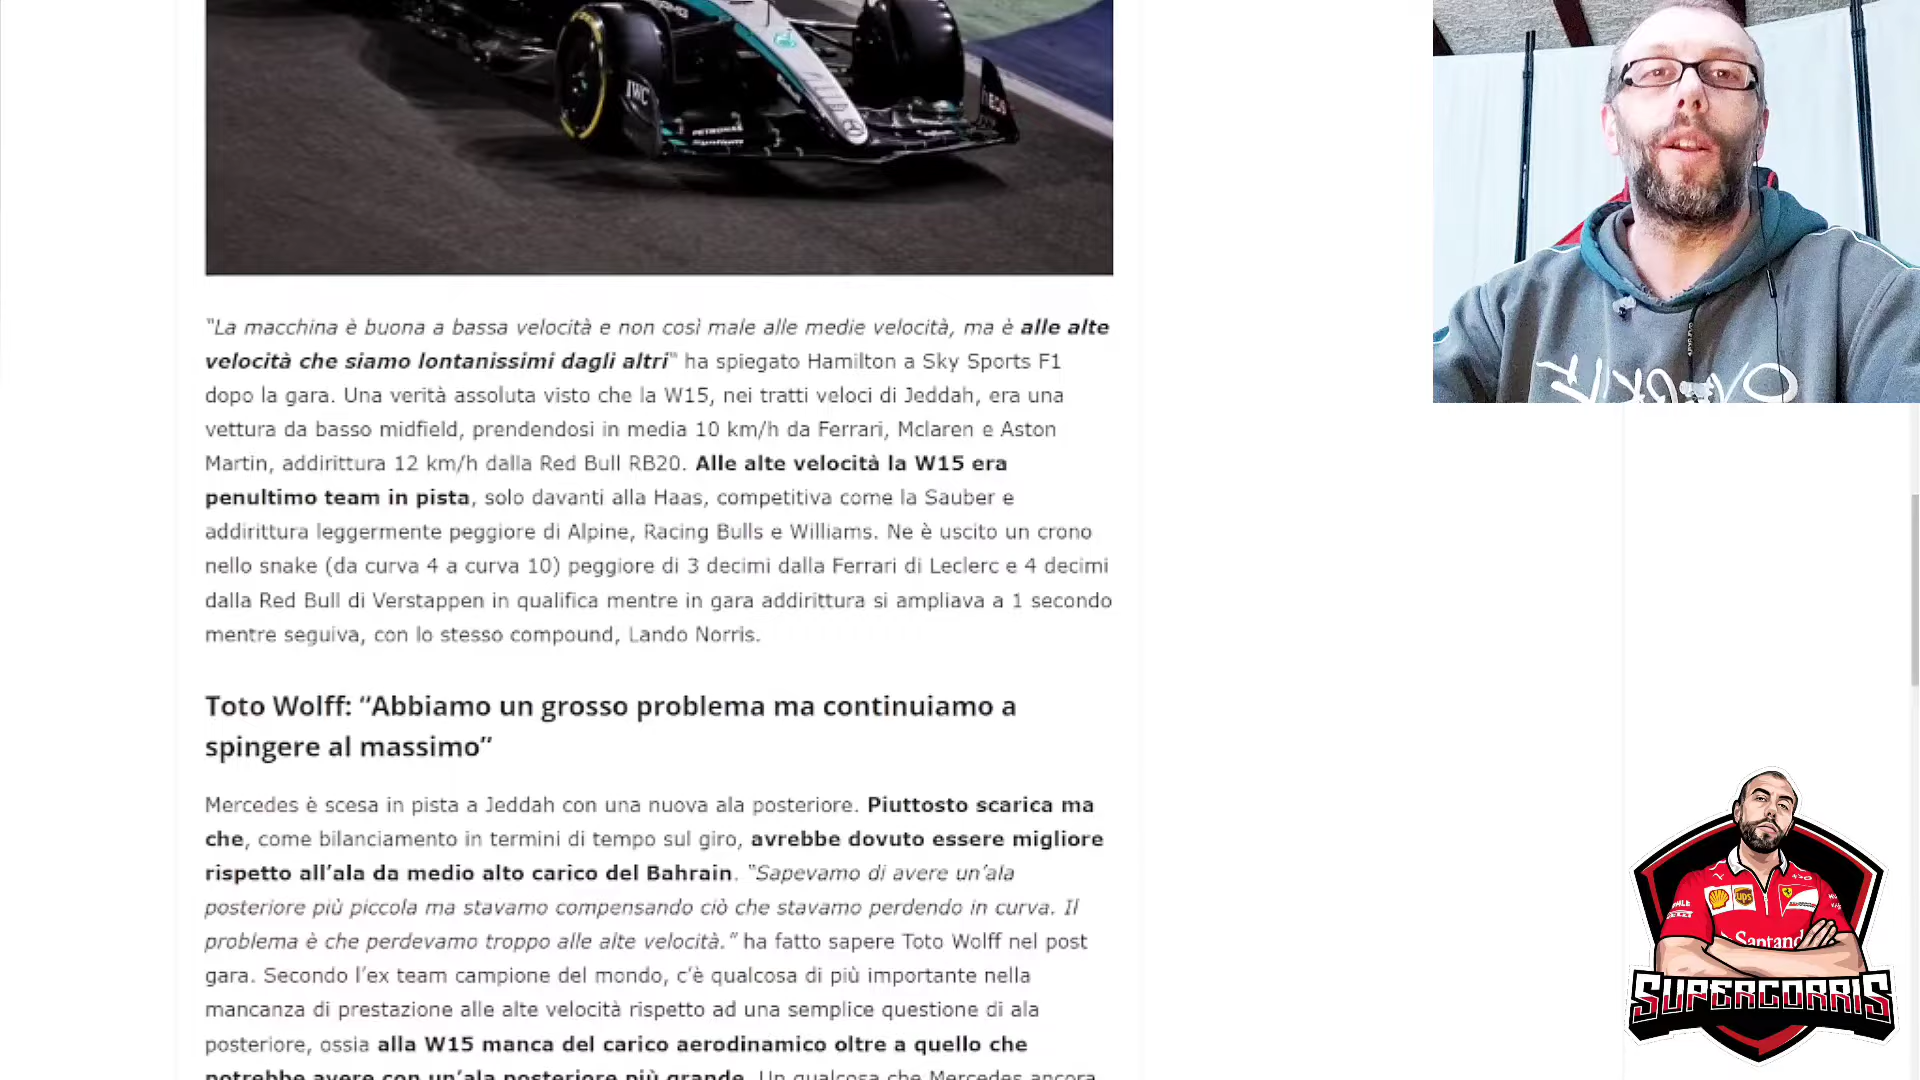 IWC
PETRONAS
INEOS
“La macchina è buona a bassa velocità e non così male alle medie velocità, ma è alle alte
velocità che siamo lontanissimi dagli altri“ ha spiegato Hamilton a Sky Sports F1
dopo la gara. Una verità assoluta visto che la W15, nei tratti veloci di Jeddah, era una
vettura da basso midfield, prendendosi in media 10 km/h da Ferrari, Mclaren e Aston
Martin, addirittura 12 km/h dalla Red Bull RB20. Alle alte velocità la W15 era
penultimo team in pista, solo davanti alla Haas, competitiva come la Sauber e
addirittura leggermente peggiore di Alpine, Racing Bulls e Williams. Ne è uscito un crono
nello snake (da curva 4 a curva 10) peggiore di 3 decimi dalla Ferrari di Leclerc e 4 decimi
dalla Red Bull di Verstappen in qualifica mentre in gara addirittura si ampliava a 1 secondo
mentre seguiva, con lo stesso compound, Lando Norris.
Toto Wolff: “Abbiamo un grosso problema ma continuiamo a
spingere al massimo”
Mercedes è scesa in pista a Jeddah con una nuova ala posteriore. Piuttosto scarica ma
che, come bilanciamento in termini di tempo sul giro, avrebbe dovuto essere migliore
rispetto all’ala da medio alto carico del Bahrain. “Sapevamo di avere un’ala
posteriore più piccola ma stavamo compensando ciò che stavamo perdendo in curva. Il
problema è che perdevamo troppo alle alte velocità.” ha fatto sapere Toto Wolff nel post
gara. Secondo l’ex team campione del mondo, c’è qualcosa di più importante nella
mancanza di prestazione alle alte velocità rispetto ad una semplice questione di ala
posteriore, ossia alla W15 manca del carico aerodinamico oltre a quello che
potrebbe avere con un’ala posteriore più grande. Un qualcosa che Mercedes ancora
ups
Santand
SUPERCORRIS